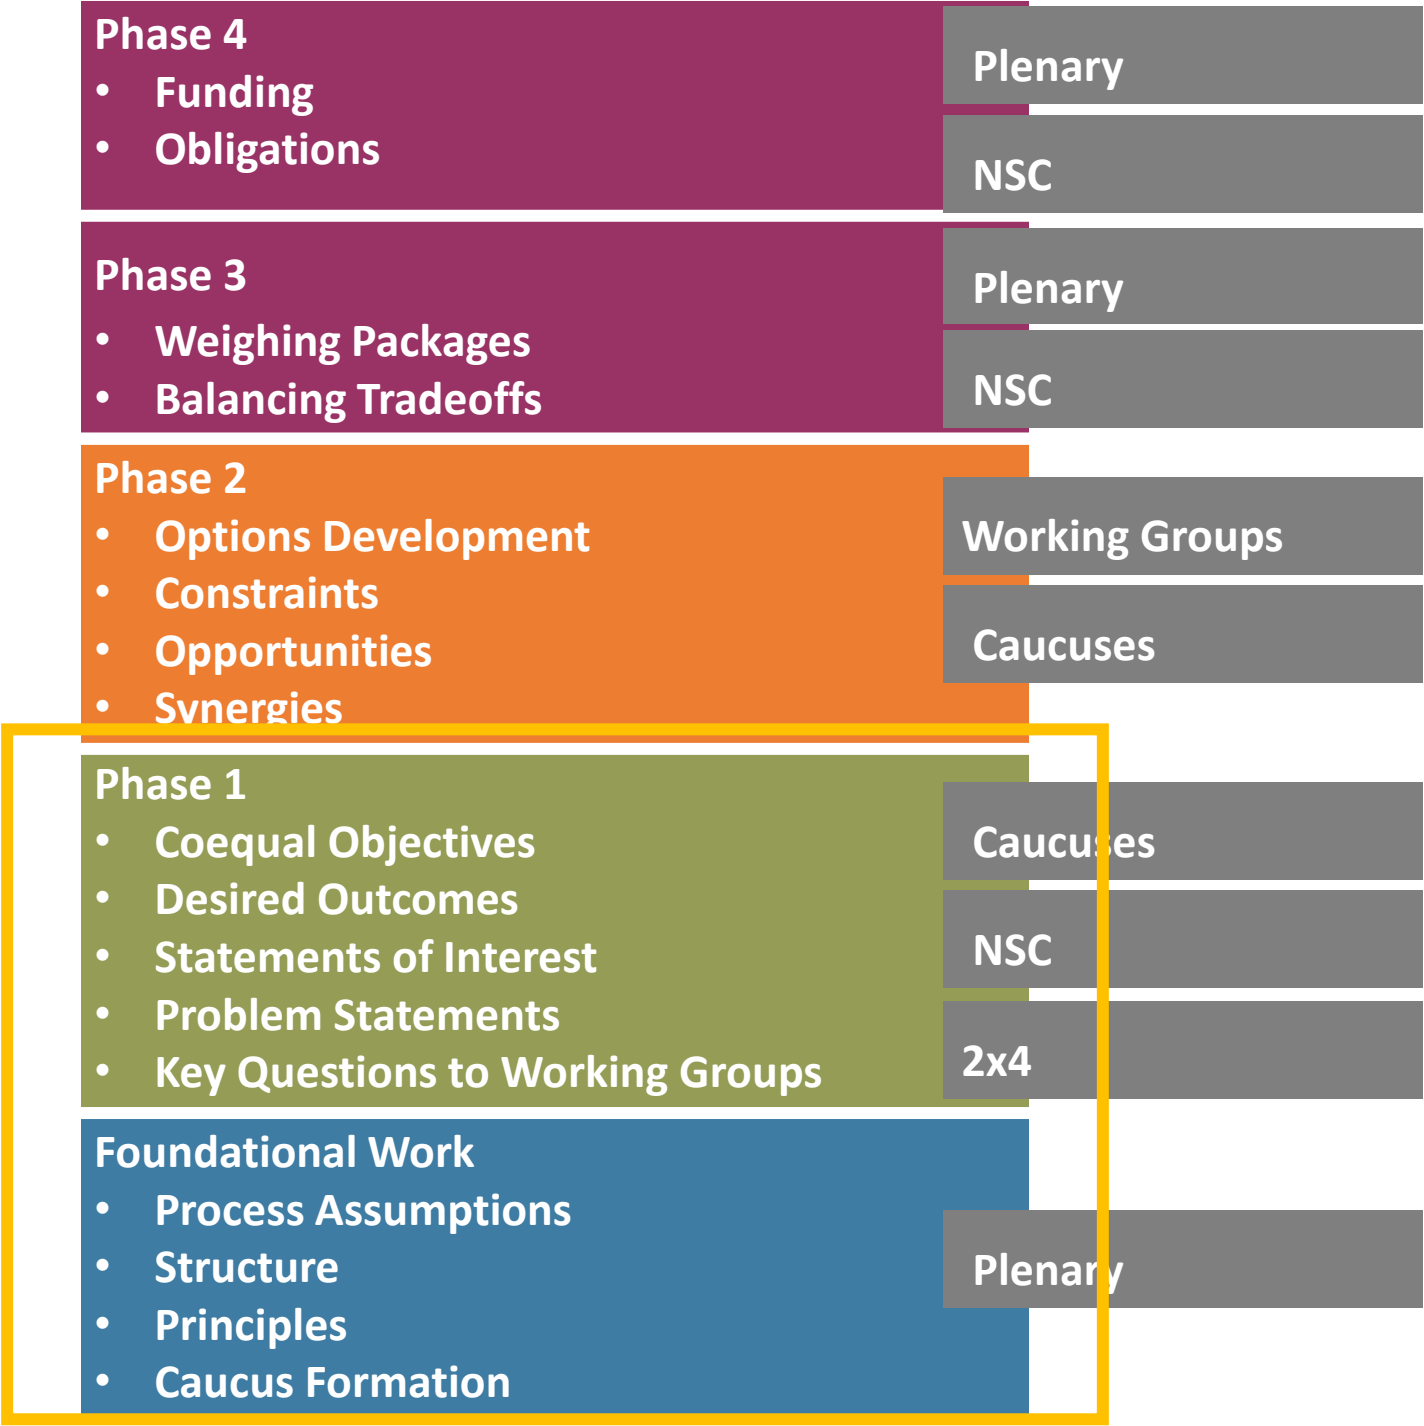 Phase 4
• Funding
• Obligations
Plenary
NSC
Phase 3
• Weighing Packages
• Balancing Tradeoffs
Plenary
NSC
Phase 2
• Options Development
• Constraints
• Opportunities
• Synergies
Working Groups
Caucuses
Phase 1
• Coequal Objectives
• Desired Outcomes
• Statements of Interest
• Problem Statements
• Key Questions to Working Groups
Caucuses
NSC
2x4
Foundational Work
• Process Assumptions
• Structure
• Principles
• Caucus Formation
Plenary